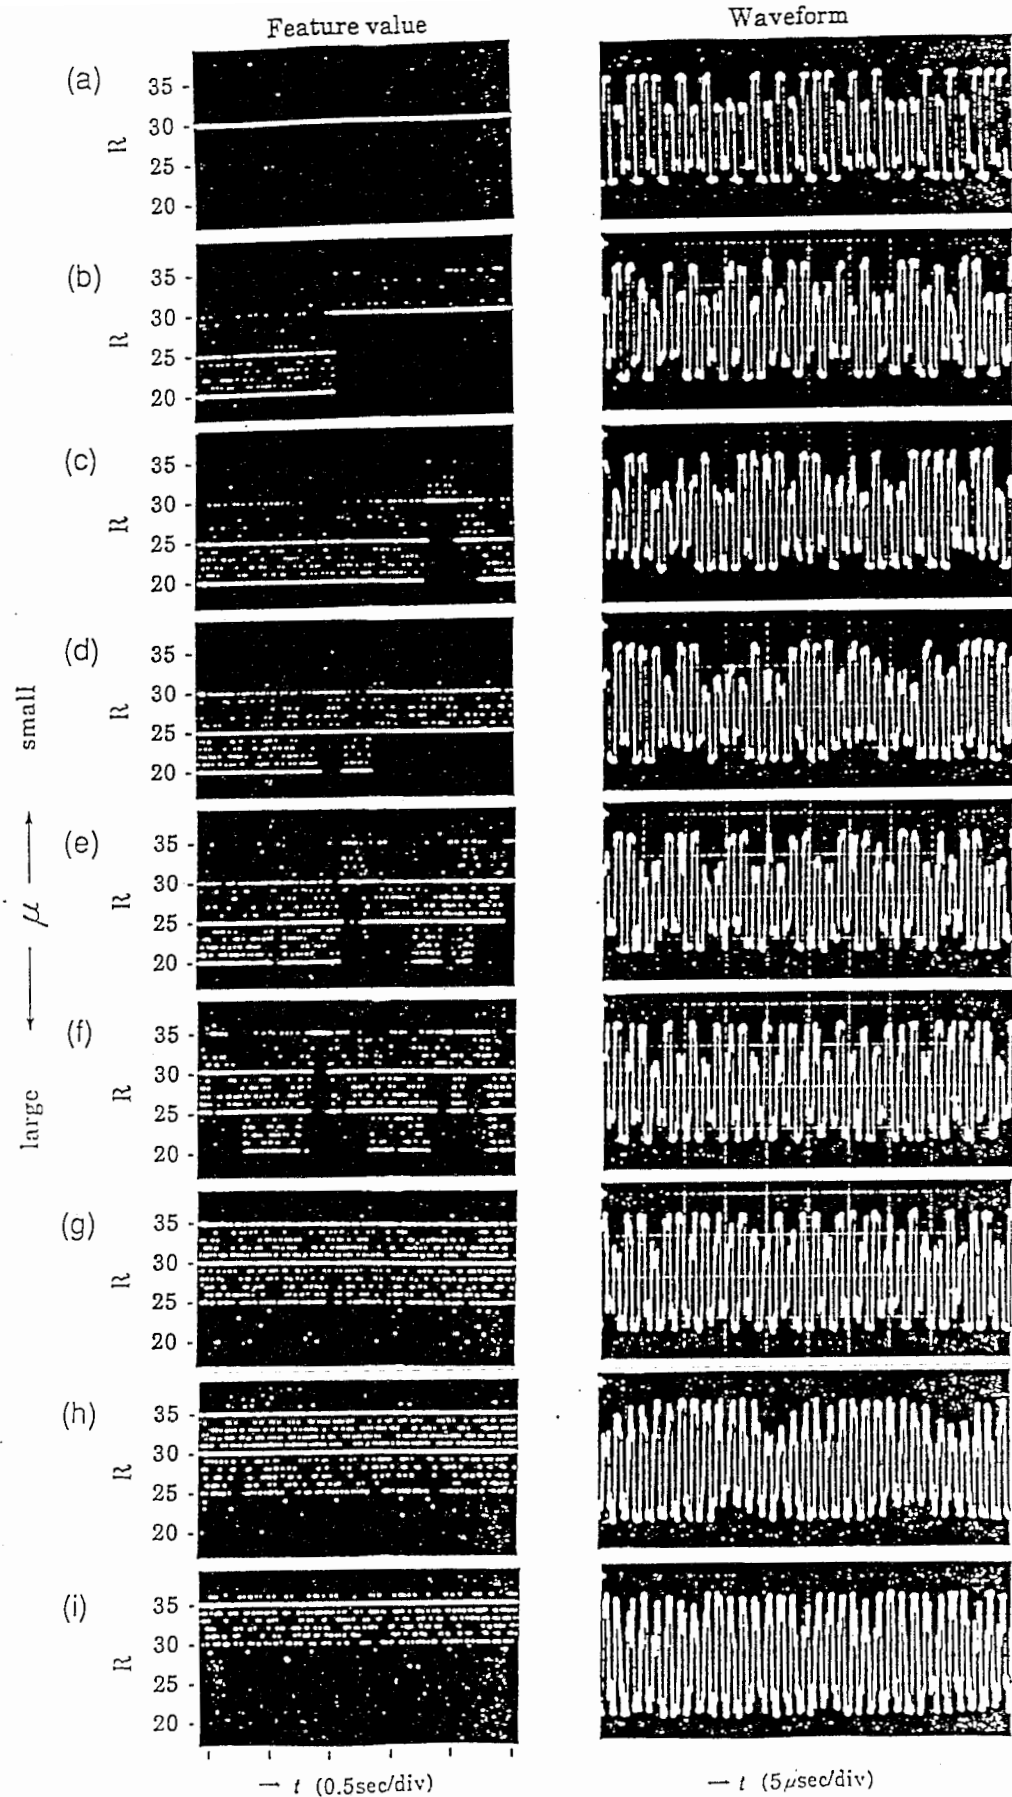 Feature value
Waveform
(a)
35
30
25
20
R
(b)
35
30
25
20
R
(c)
35
30
25
20
R
(d)
35
30
25
20
R
(e)
35
30
25
20
R
(f)
35
30
25
20
R
(g)
35
30
25
20
R
(h)
35
30
25
20
R
(i)
35
30
25
20
R
small
← μ →
large
→ t (0.5sec/div)
→ t (5μsec/div)